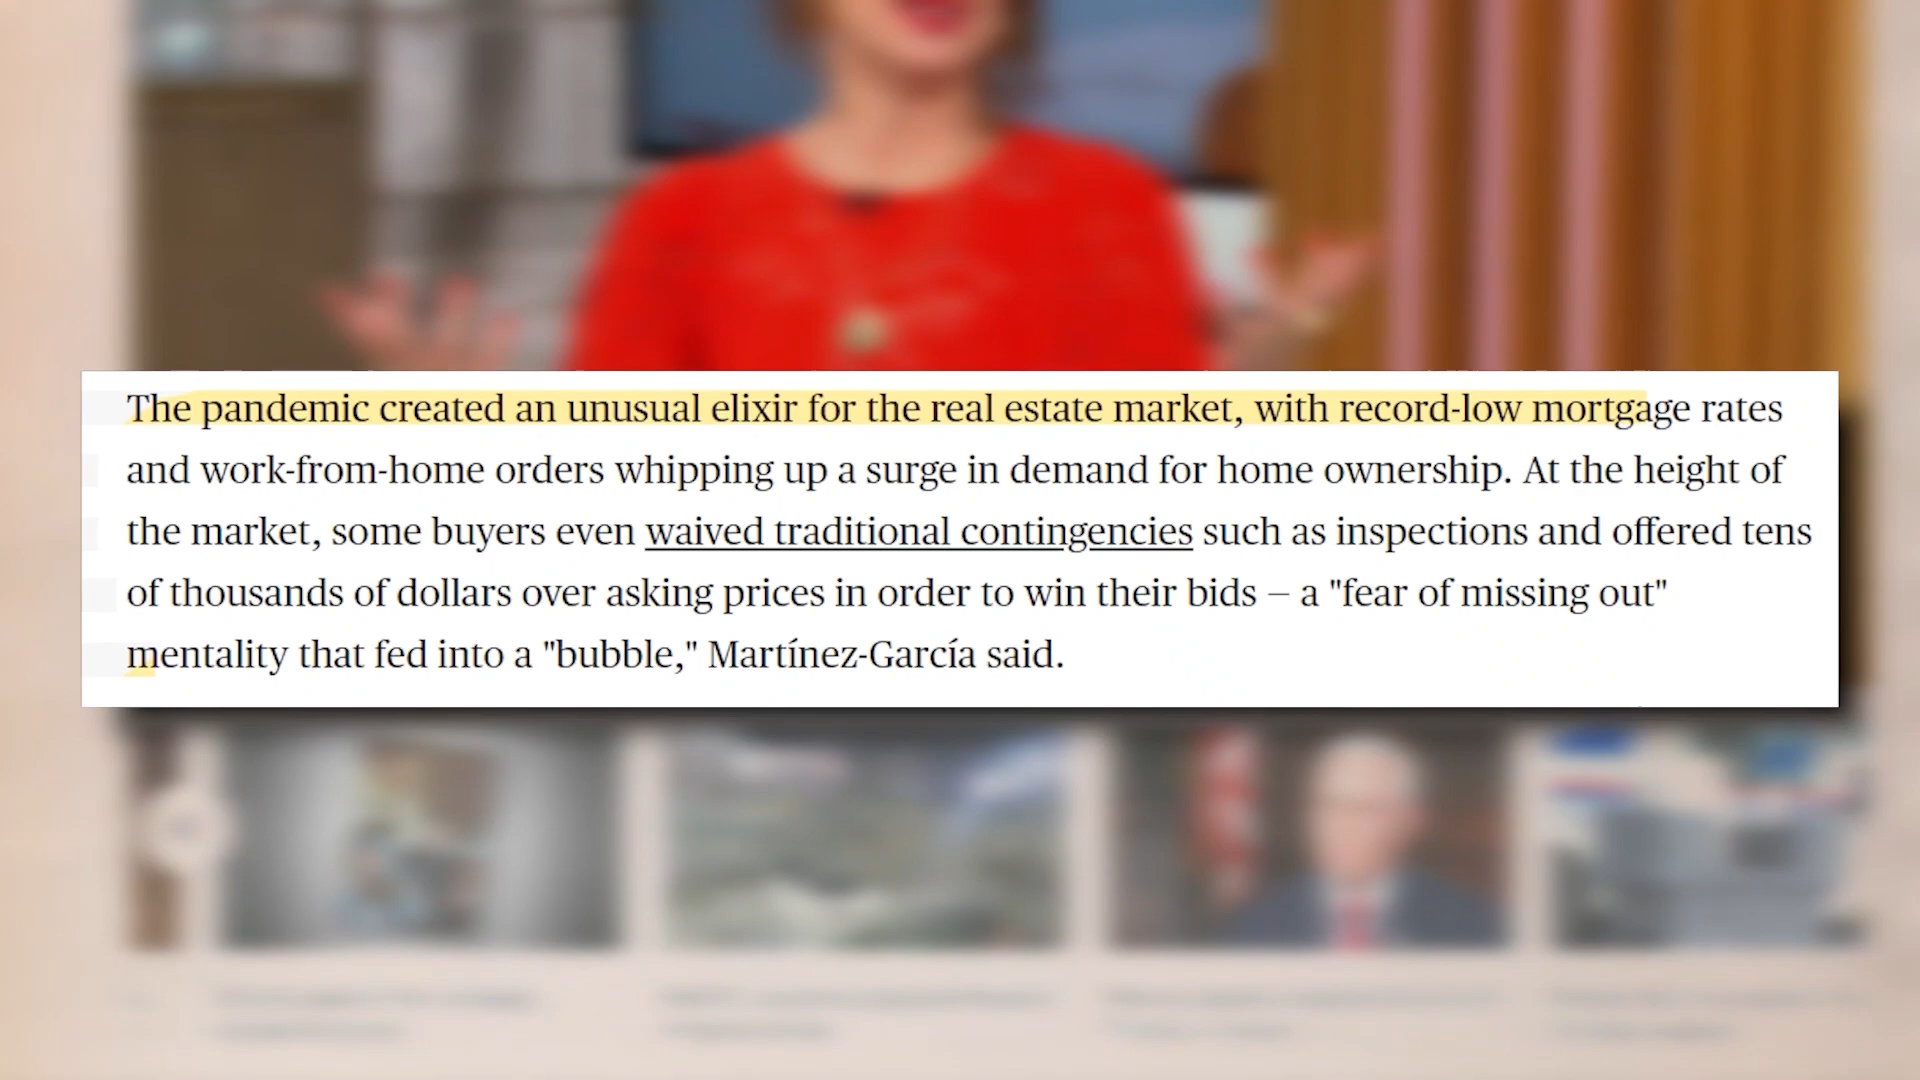 The pandemic created an unusual elixir for the real estate market, with record-low mortgage rates
and work-from-home orders whipping up a surge in demand for home ownership. At the height of
the market, some buyers even waived traditional contingencies such as inspections and offered tens
of thousands of dollars over asking prices in order to win their bids — a "fear of missing out"
mentality that fed into a "bubble," Martínez-García said.